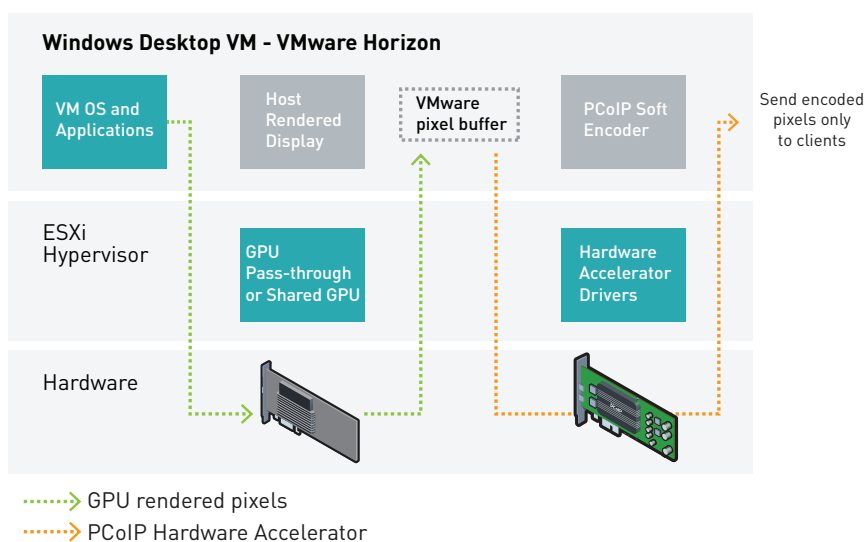 Windows Desktop VM - VMware Horizon
VM OS and
Applications
Host
Rendered
Display
VMware
pixel buffer
PCoIP Soft
Encoder
Send encoded
pixels only
to clients
ESXi
Hypervisor
GPU
Pass-through
or Shared GPU
Hardware
Accelerator
Drivers
Hardware
GPU rendered pixels
PCoIP Hardware Accelerator